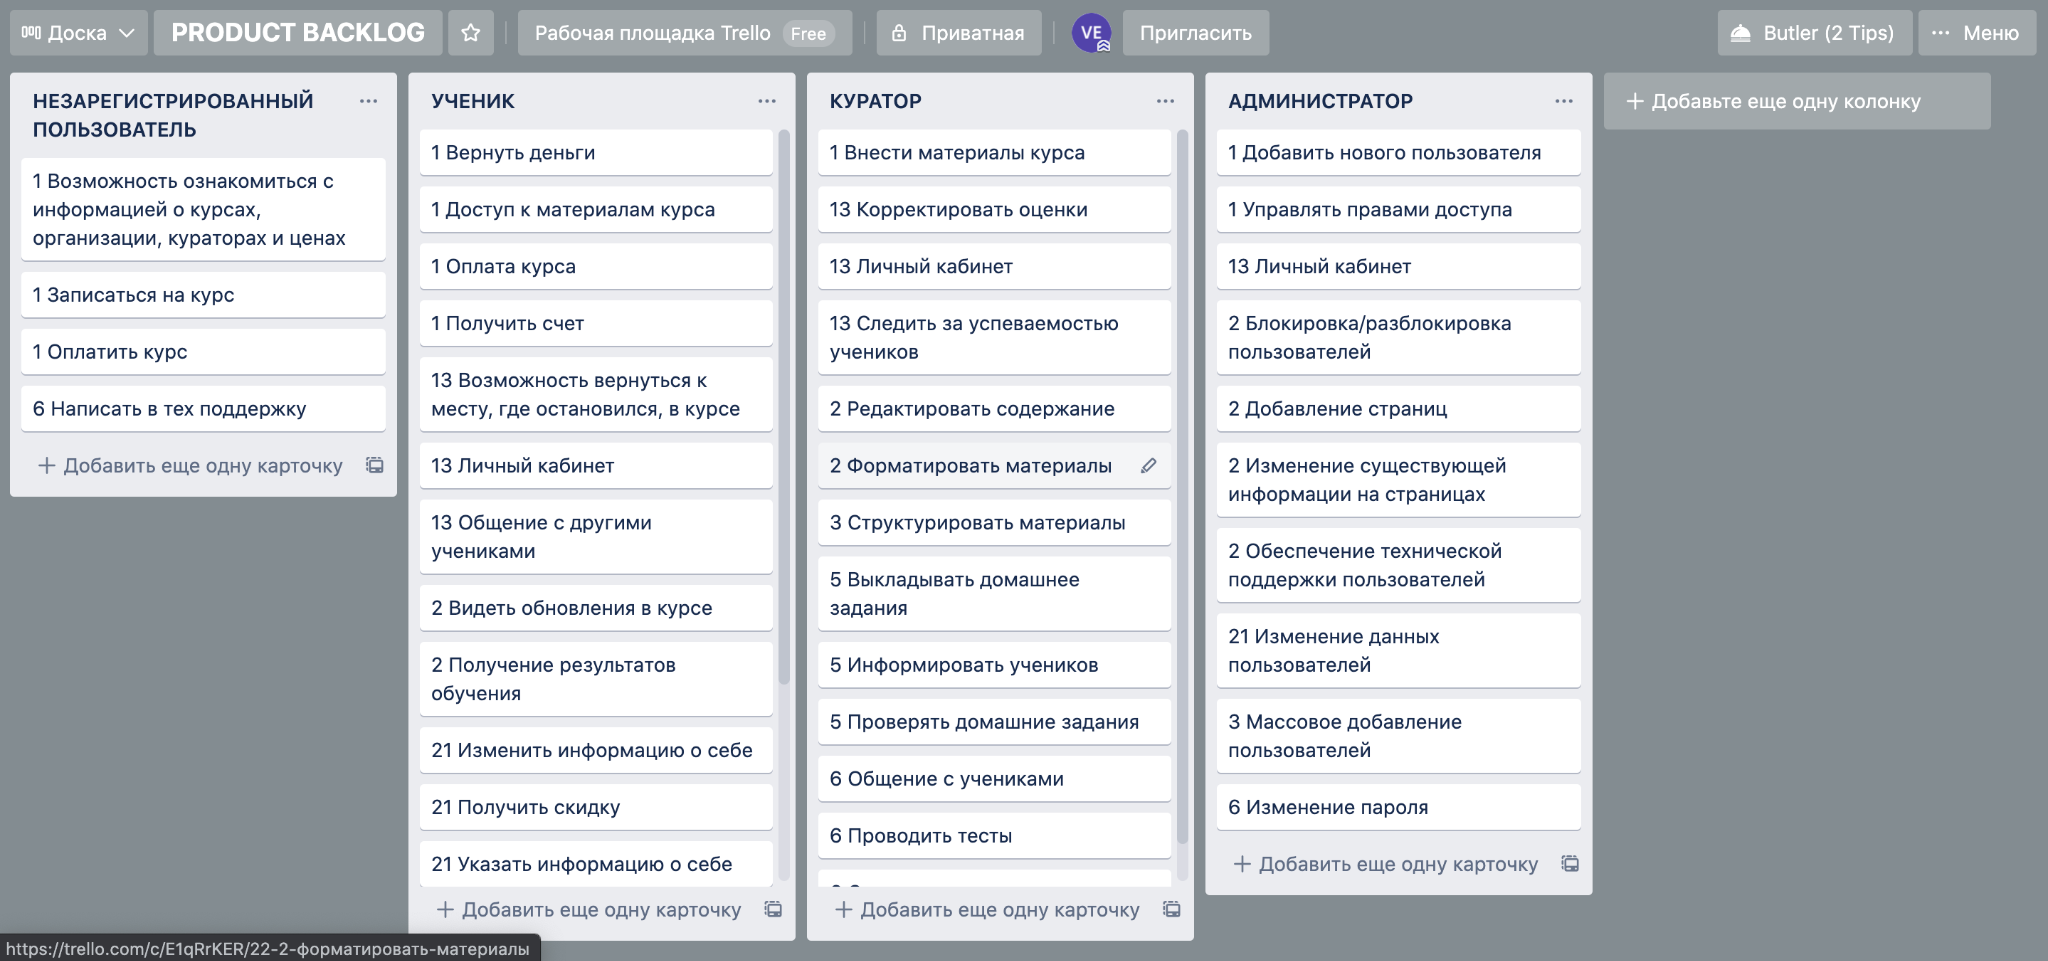 Доска
PRODUCT BACKLOG
Рабочая площадка Trello Free
Приватная
VE
Пригласить
Butler (2 Tips)
··· Меню
НЕЗАРЕГИСТРИРОВАННЫЙ
ПОЛЬЗОВАТЕЛЬ
1 Возможность ознакомиться с
информацией о курсах,
организации, кураторах и ценах
1 Записаться на курс
1 Оплатить курс
6 Написать в тех поддержку
+ Добавить еще одну карточку
УЧЕНИК
1 Вернуть деньги
1 Доступ к материалам курса
1 Оплата курса
1 Получить счет
13 Возможность вернуться к
месту, где остановился, в курсе
13 Личный кабинет
13 Общение с другими
учениками
2 Видеть обновления в курсе
2 Получение результатов
обучения
21 Изменить информацию о себе
21 Получить скидку
21 Указать информацию о себе
+ Добавить еще одну карточку
КУРАТОР
1 Внести материалы курса
13 Корректировать оценки
13 Личный кабинет
13 Следить за успеваемостью
учеников
2 Редактировать содержание
2 Форматировать материалы
3 Структурировать материалы
5 Выкладывать домашнее
задания
5 Информировать учеников
5 Проверять домашние задания
6 Общение с учениками
6 Проводить тесты
+ Добавить еще одну карточку
АДМИНИСТРАТОР
1 Добавить нового пользователя
1 Управлять правами доступа
13 Личный кабинет
2 Блокировка/разблокировка
пользователей
2 Добавление страниц
2 Изменение существующей
информации на страницах
2 Обеспечение технической
поддержки пользователей
21 Изменение данных
пользователей
3 Массовое добавление
пользователей
6 Изменение пароля
+ Добавить еще одну карточку
+ Добавьте еще одну колонку
https://trello.com/c/E1qRrKER/22-2-форматировать-материалы